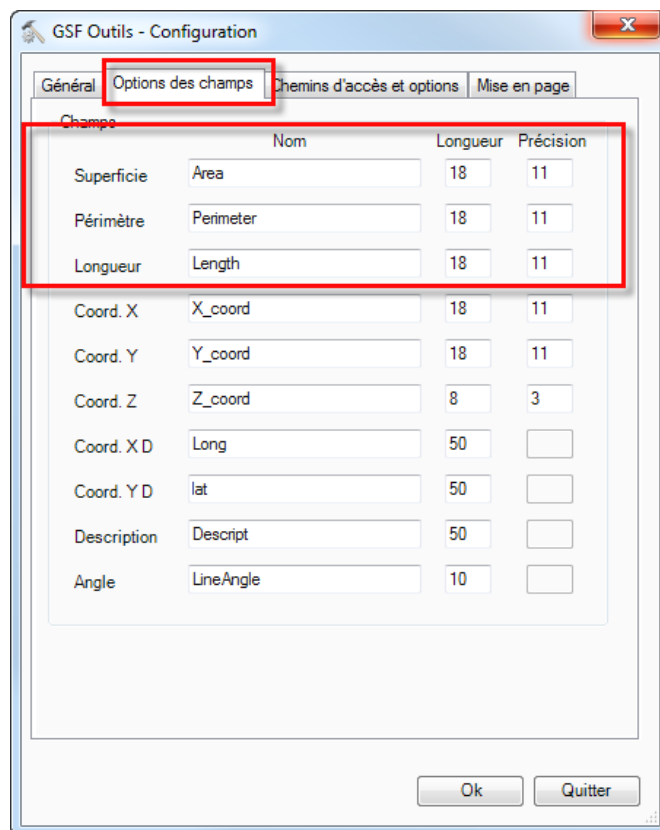 GSF Outils - Configuration
Général Options des champs Chemins d'accès et options Mise en page
Champs
Nom Longueur Précision
Superficie Area 18 11
Périmètre Perimeter 18 11
Longueur Length 18 11
Coord. X X_coord 18 11
Coord. Y Y_coord 18 11
Coord. Z Z_coord 8 3
Coord. X D Long 50
Coord. Y D lat 50
Description Descript 50
Angle LineAngle 10
Ok Quitter